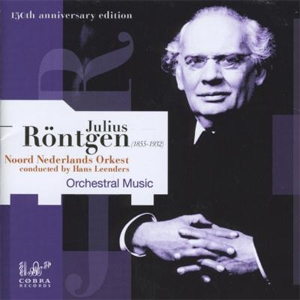 150th anniversary edition
Julius
Röntgen (1855-1932)
Noord Nederlands Orkest
conducted by Hans Leenders
Orchestral Music
COBRA
RECORDS